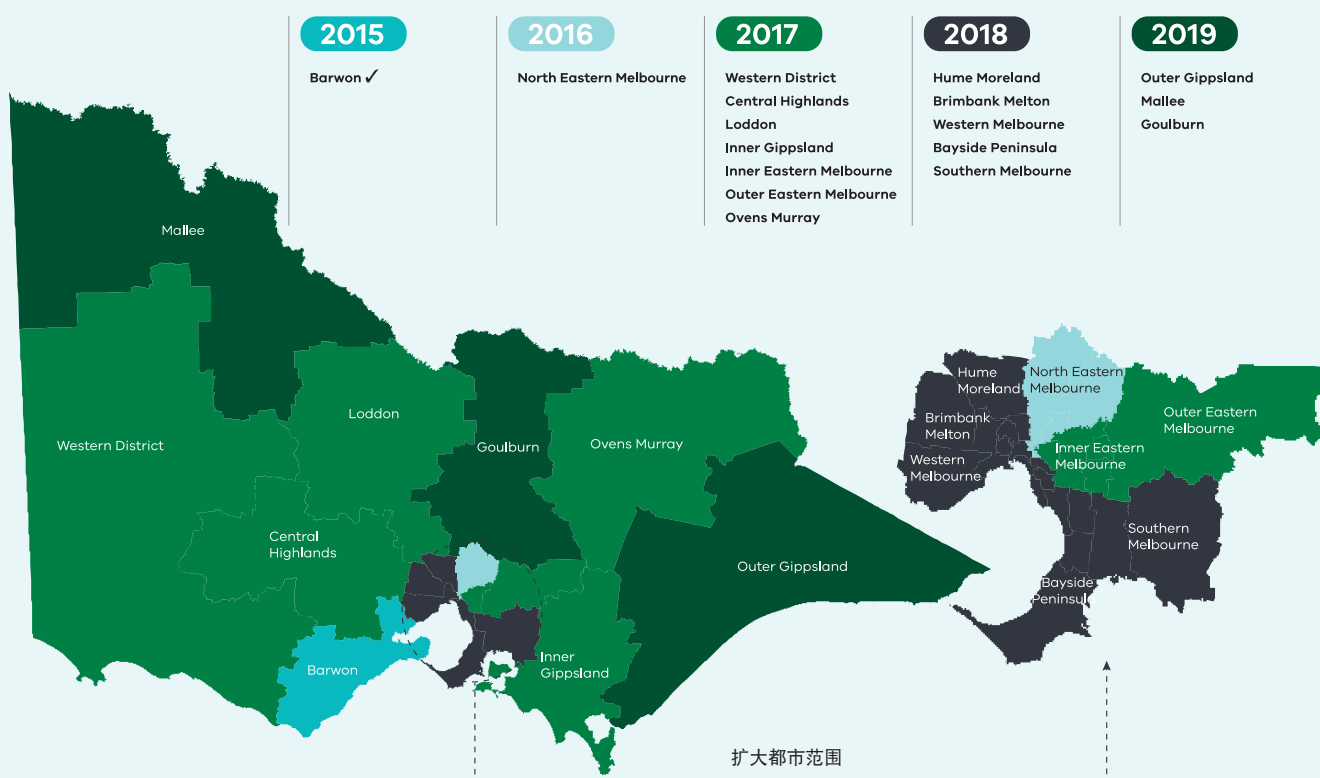 2015
Barwon ✓
2016
North Eastern Melbourne
2017
Western District
Central Highlands
Loddon
Inner Gippsland
Inner Eastern Melbourne
Outer Eastern Melbourne
Ovens Murray
2018
Hume Moreland
Brimbank Melton
Western Melbourne
Bayside Peninsula
Southern Melbourne
2019
Outer Gippsland
Mallee
Goulburn
Mallee
Western District
Loddon
Central
Highlands
Barwon
Goulburn
Ovens Murray
Outer Gippsland
Inner
Gippsland
Hume
Moreland
North Eastern
Melbourne
Brimbank
Melton
Western
Melbourne
Inner Eastern
Melbourne
Outer Eastern
Melbourne
Southern
Melbourne
Bayside
Peninsula
扩大都市范围